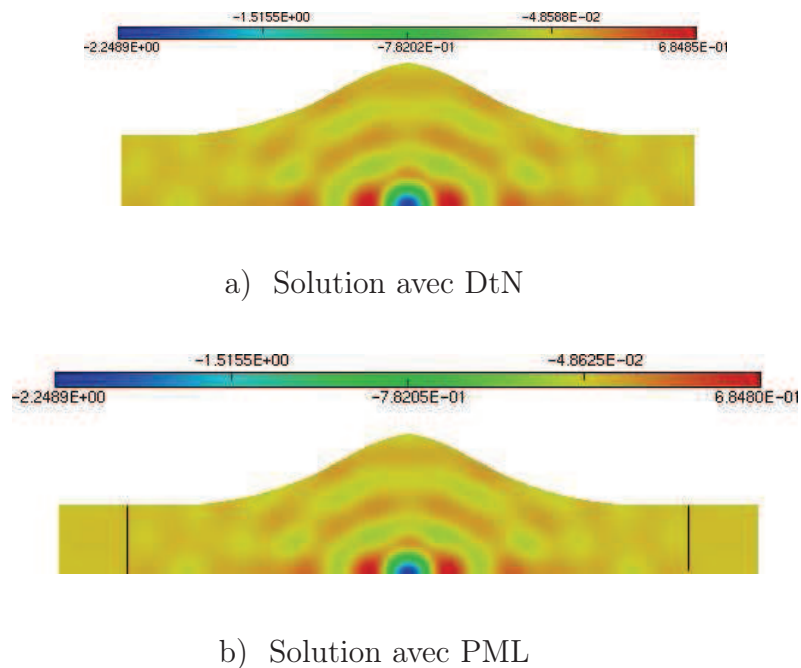 -1.5155E+00 -4.8588E-02
-2.2489E+00 -7.8202E-01 6.8485E-01
a) Solution avec DtN
-1.5155E+00 -4.8625E-02
-2.2489E+00 -7.8205E-01 6.8480E-01
b) Solution avec PML